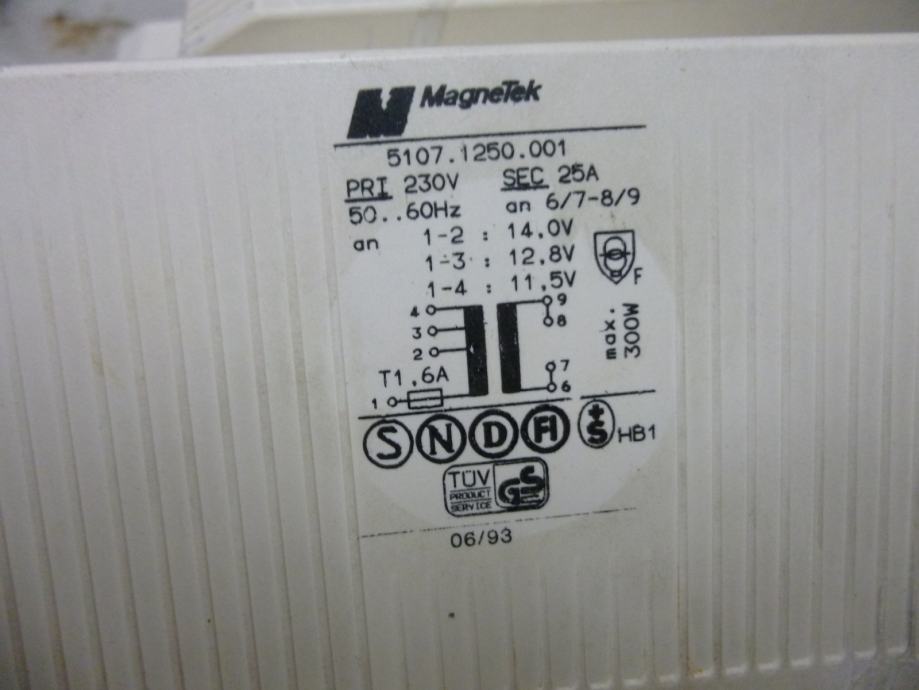 MagneTek
5107.1250.001
PRI 230V SEC 25A
50..60Hz an 6/7-8/9
an 1-2 : 14.0V
1-3 : 12.8V
1-4 : 11.5V
F
max. 300W
4 9
3 8
2
T1.6A 7
1 6
S N D FI +S HB1
TÜV GS
PRODUCT
SERVICE
06/93